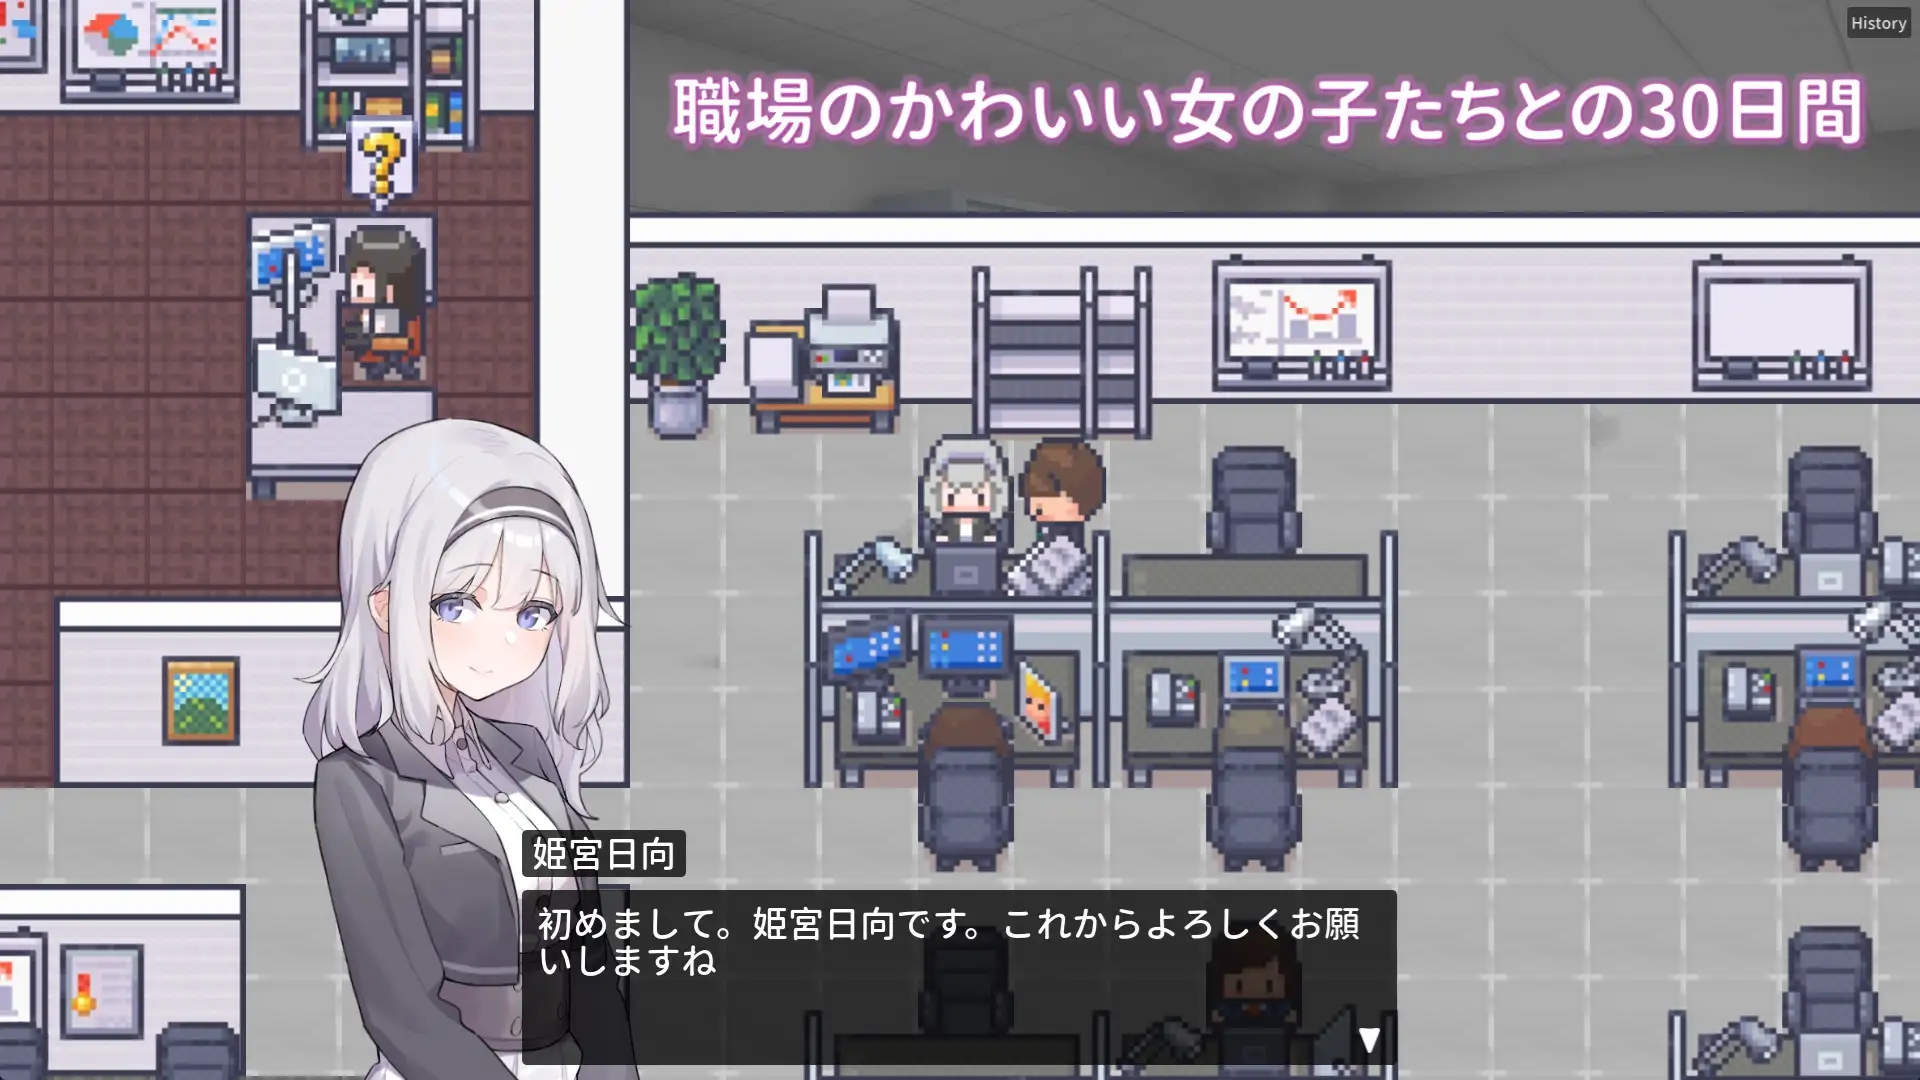 History
職場のかわいい女の子たちとの30日間
姫宮日向
初めまして。姫宮日向です。これからよろしくお願
いしますね